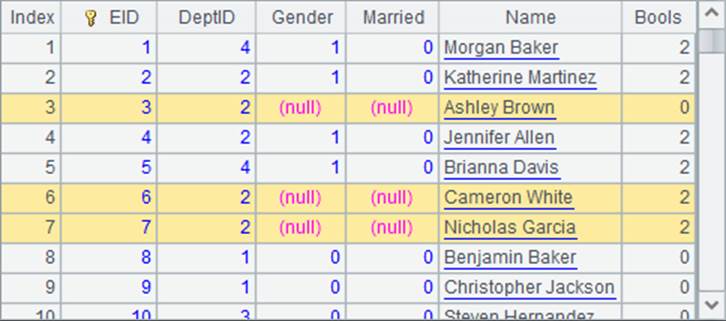 Index EID DeptID Gender Married Name Bools
1 1 4 1 0 Morgan Baker 2
2 2 2 1 0 Katherine Martinez 2
3 3 2 (null) (null) Ashley Brown 0
4 4 2 1 0 Jennifer Allen 2
5 5 4 1 0 Brianna Davis 2
6 6 2 (null) (null) Cameron White 2
7 7 2 (null) (null) Nicholas Garcia 2
8 8 1 0 0 Benjamin Baker 0
9 9 1 0 0 Christopher Jackson 0
10 10 3 0 0 Steven Hernandez 0